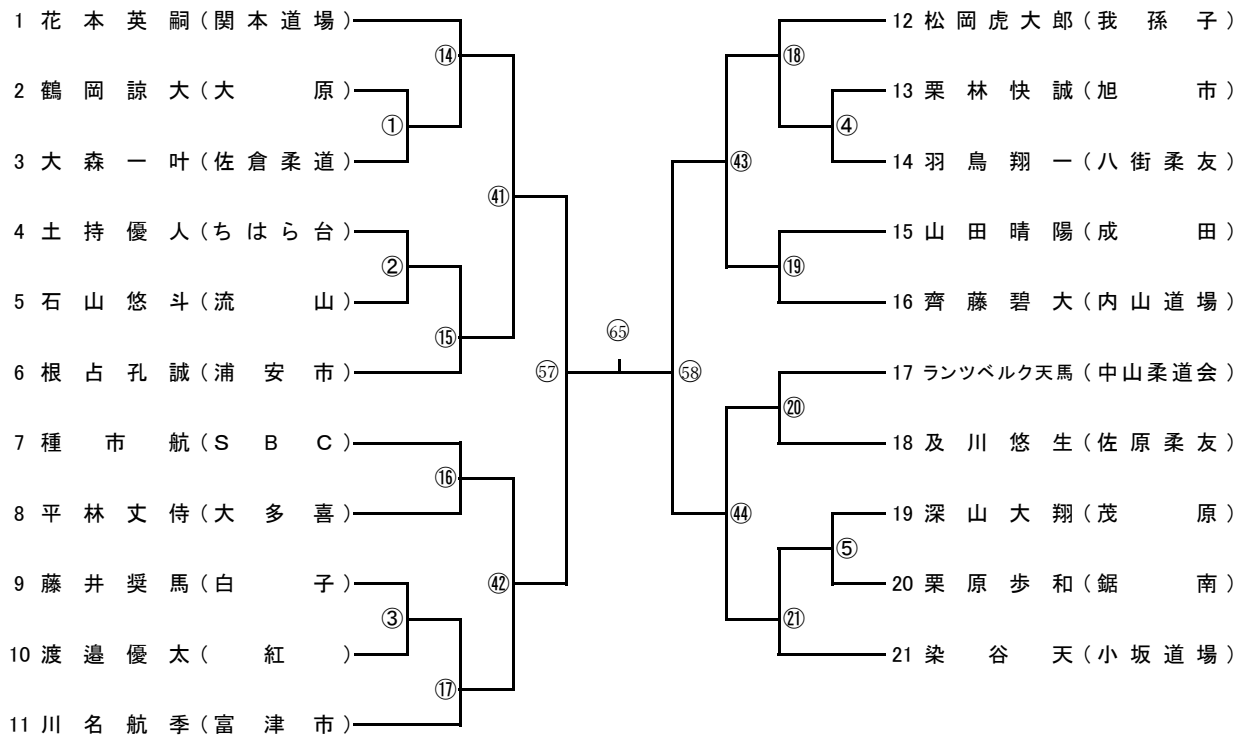 1 花本英嗣(関本道場)
⑭
2 鶴岡諒大(大原)
①
3 大森一叶(佐倉柔道)
㊶
4 土持優人(ちはら台)
②
5 石山悠斗(流山)
⑮
6 根占孔誠(浦安市)
57
7 種市航(SBC)
⑯
8 平林丈侍(大多喜)
9 藤井奨馬(白子)
㊷
③
10 渡邉優太(紅)
⑰
11 川名航季(富津市)
65
12 松岡虎大郎(我孫子)
⑱
13 栗林快誠(旭市)
④
14 羽鳥翔一(八街柔友)
㊸
15 山田晴陽(成田)
⑲
16 齊藤碧大(内山道場)
58
17 ランツベルク天馬(中山柔道会)
⑳
18 及川悠生(佐原柔友)
19 深山大翔(茂原)
㊹
⑤
20 栗原歩和(鋸南)
㉑
21 染谷天(小坂道場)